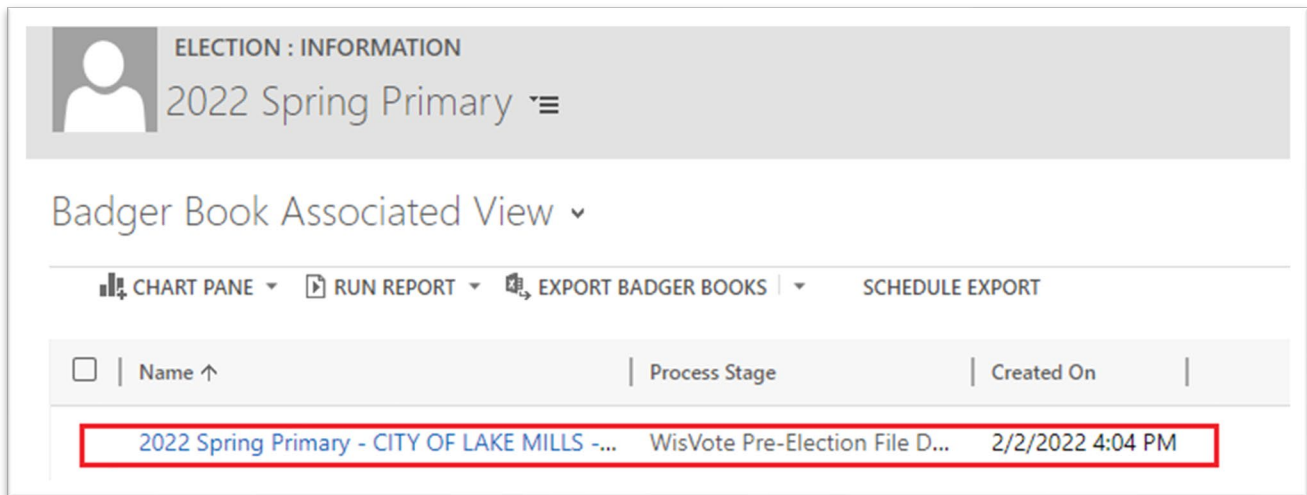 ELECTION : INFORMATION
2022 Spring Primary
Badger Book Associated View
CHART PANE RUN REPORT EXPORT BADGER BOOKS SCHEDULE EXPORT
Name ↑ Process Stage Created On
2022 Spring Primary - CITY OF LAKE MILLS -... WisVote Pre-Election File D... 2/2/2022 4:04 PM